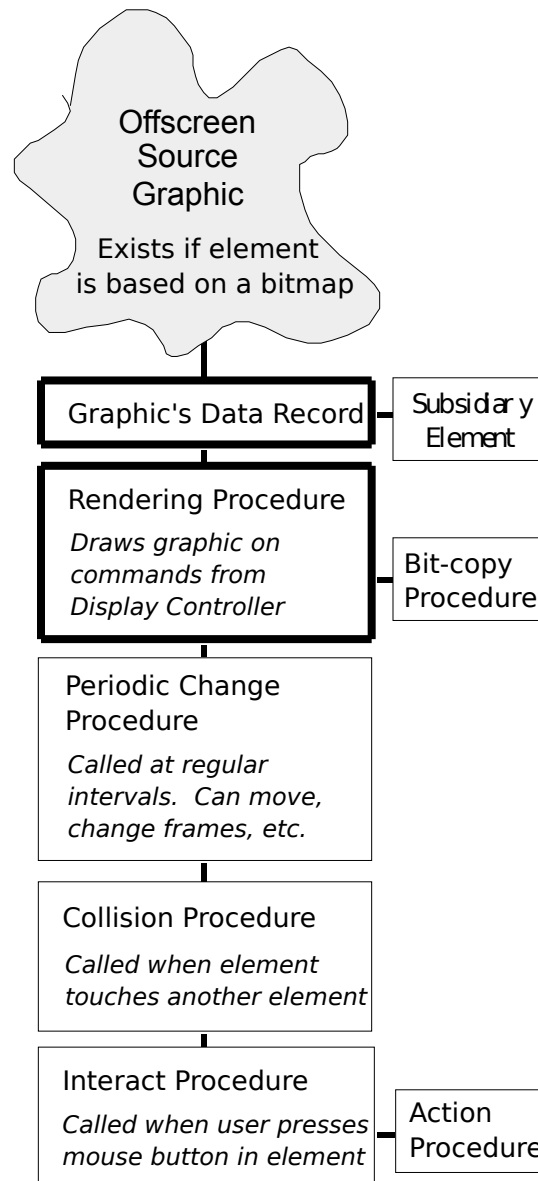 Offscreen
Source
Graphic
Exists if element
is based on a bitmap
Graphic's Data Record
Subsidiary
Element
Rendering Procedure
Draws graphic on
commands from
Display Controller
Bit-copy
Procedure
Periodic Change
Procedure
Called at regular
intervals. Can move,
change frames, etc.
Collision Procedure
Called when element
touches another element
Interact Procedure
Called when user presses
mouse button in element
Action
Procedure